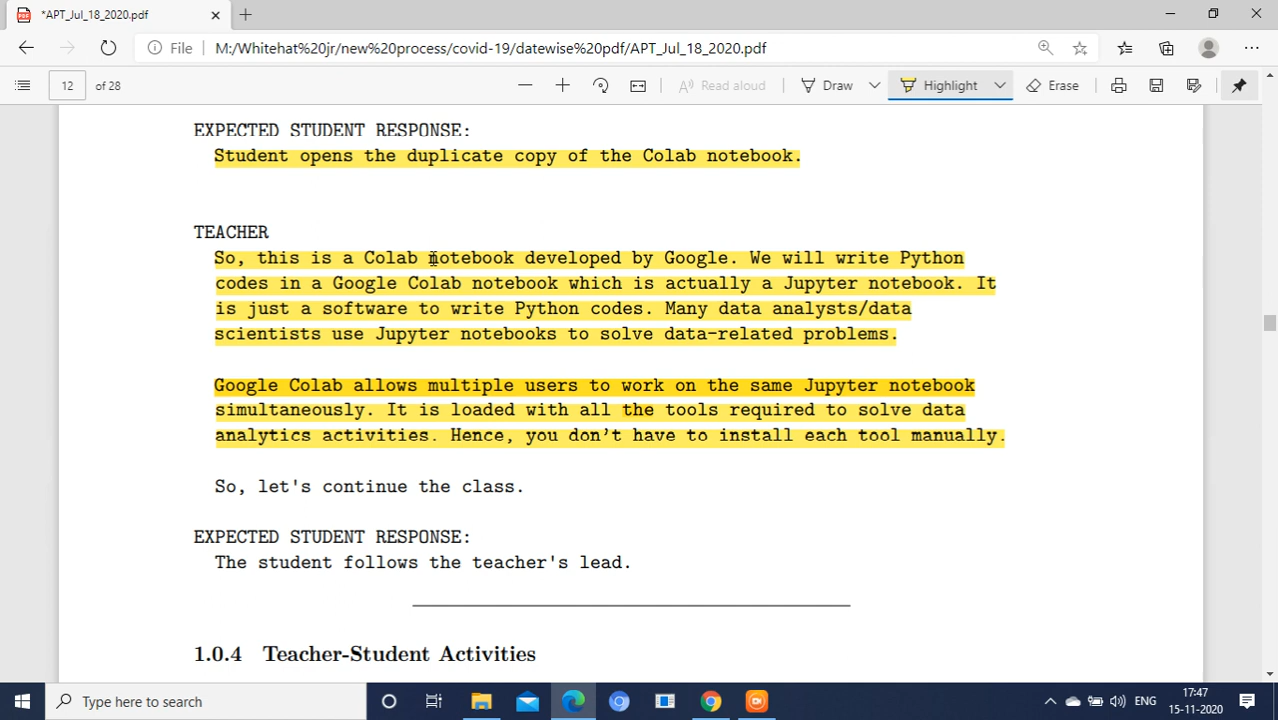 *APT_Jul_18_2020.pdf
File M:/Whitehat%20jr/new%20process/covid-19/datewise%20pdf/APT_Jul_18_2020.pdf
12 of 28 Read aloud Draw Highlight Erase
EXPECTED STUDENT RESPONSE:
Student opens the duplicate copy of the Colab notebook.
TEACHER
So, this is a Colab notebook developed by Google. We will write Python
codes in a Google Colab notebook which is actually a Jupyter notebook. It
is just a software to write Python codes. Many data analysts/data
scientists use Jupyter notebooks to solve data-related problems.
Google Colab allows multiple users to work on the same Jupyter notebook
simultaneously. It is loaded with all the tools required to solve data
analytics activities. Hence, you don't have to install each tool manually.
So, let's continue the class.
EXPECTED STUDENT RESPONSE:
The student follows the teacher's lead.
1.0.4 Teacher-Student Activities
Type here to search
ENG
17:47
15-11-2020